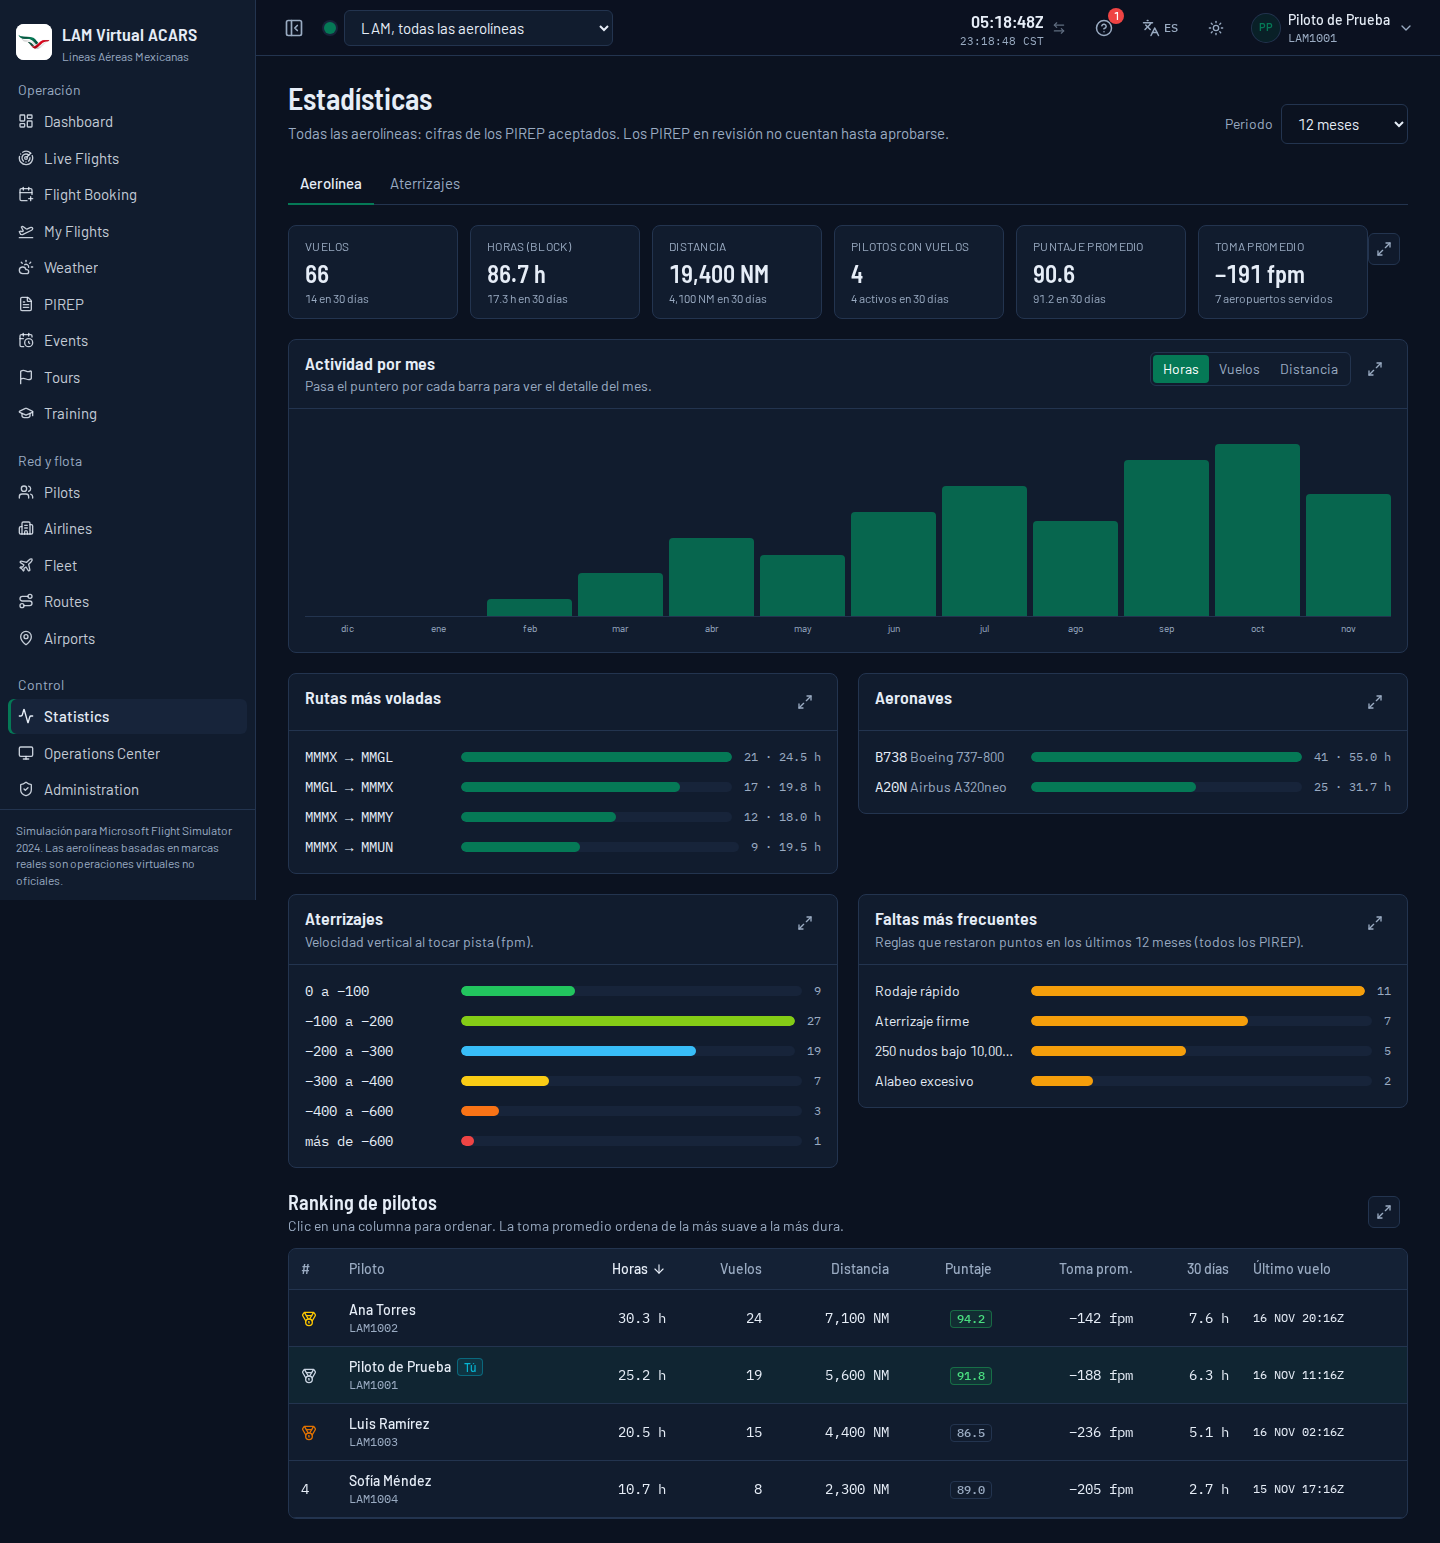 LAM Virtual ACARS
Líneas Aéreas Mexicanas
Operación
Dashboard
Live Flights
Flight Booking
My Flights
Weather
PIREP
Events
Tours
Training
Red y flota
Pilots
Airlines
Fleet
Routes
Airports
Control
Statistics
Operations Center
Administration
Simulación para Microsoft Flight Simulator
2024. Las aerolíneas basadas en marcas
reales son operaciones virtuales no
oficiales.
LAM, todas las aerolíneas
05:18:48Z
23:18:48 CST
1
ES
PP
Piloto de Prueba
LAM1001
Estadísticas
Todas las aerolíneas: cifras de los PIREP aceptados. Los PIREP en revisión no cuentan hasta aprobarse.
Periodo
12 meses
Aerolínea
Aterrizajes
VUELOS
66
14 en 30 días
HORAS (BLOCK)
86.7 h
17.3 h en 30 días
DISTANCIA
19,400 NM
4,100 NM en 30 días
PILOTOS CON VUELOS
4
4 activos en 30 días
PUNTAJE PROMEDIO
90.6
91.2 en 30 días
TOMA PROMEDIO
−191 fpm
7 aeropuertos servidos
Actividad por mes
Pasa el puntero por cada barra para ver el detalle del mes.
Horas Vuelos Distancia
dic ene feb mar abr may jun jul ago sep oct nov
Rutas más voladas
MMMX → MMGL 21 · 24.5 h
MMGL → MMMX 17 · 19.8 h
MMMX → MMMY 12 · 18.0 h
MMMX → MMUN 9 · 19.5 h
Aeronaves
B738 Boeing 737-800 41 · 55.0 h
A20N Airbus A320neo 25 · 31.7 h
Aterrizajes
Velocidad vertical al tocar pista (fpm).
0 a −100 9
−100 a −200 27
−200 a −300 19
−300 a −400 7
−400 a −600 3
más de −600 1
Faltas más frecuentes
Reglas que restaron puntos en los últimos 12 meses (todos los PIREP).
Rodaje rápido 11
Aterrizaje firme 7
250 nudos bajo 10,00... 5
Alabeo excesivo 2
Ranking de pilotos
Clic en una columna para ordenar. La toma promedio ordena de la más suave a la más dura.
# Piloto Horas ↓ Vuelos Distancia Puntaje Toma prom. 30 días Último vuelo
Ana Torres
LAM1002
30.3 h 24 7,100 NM 94.2 −142 fpm 7.6 h 16 NOV 20:16Z
Piloto de Prueba Tú
LAM1001
25.2 h 19 5,600 NM 91.8 −188 fpm 6.3 h 16 NOV 11:16Z
Luis Ramírez
LAM1003
20.5 h 15 4,400 NM 86.5 −236 fpm 5.1 h 16 NOV 02:16Z
4
Sofía Méndez
LAM1004
10.7 h 8 2,300 NM 89.0 −205 fpm 2.7 h 15 NOV 17:16Z